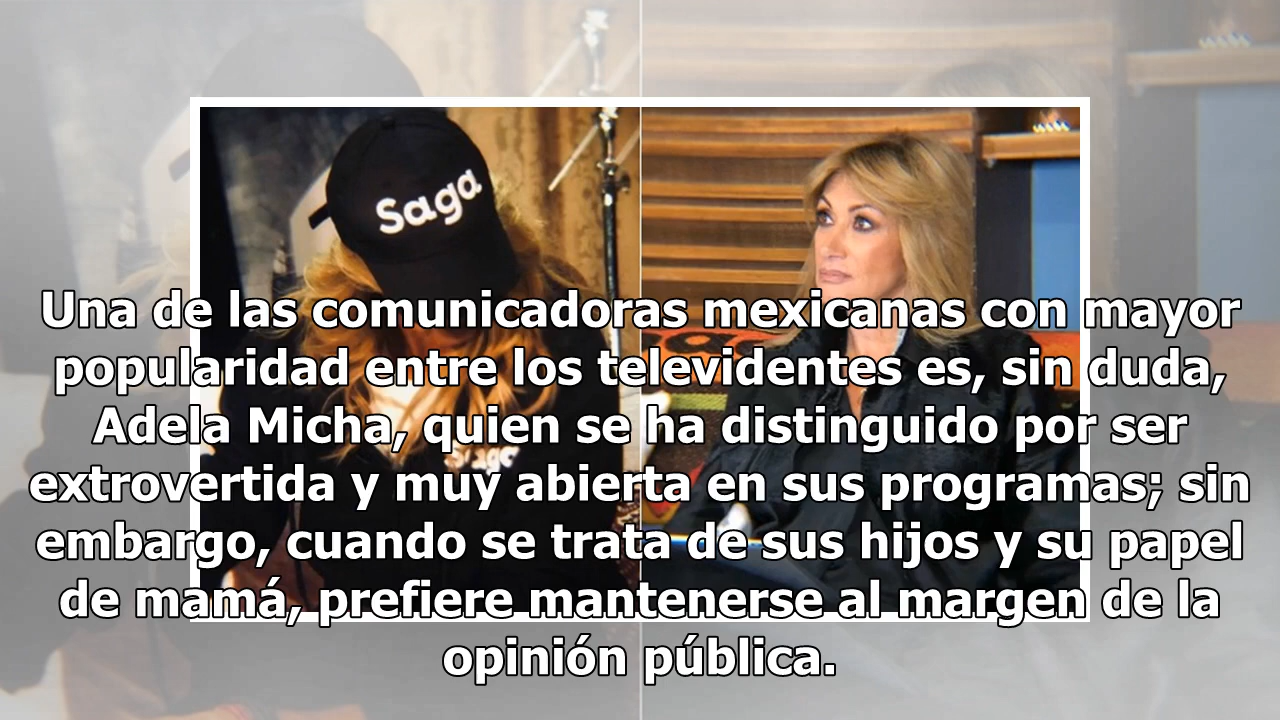 Saga
Una de las comunicadoras mexicanas con mayor
popularidad entre los televidentes es, sin duda,
Adela Micha, quien se ha distinguido por ser
extrovertida y muy abierta en sus programas; sin
embargo, cuando se trata de sus hijos y su papel
de mamá, prefiere mantenerse al margen de la
opinión pública.